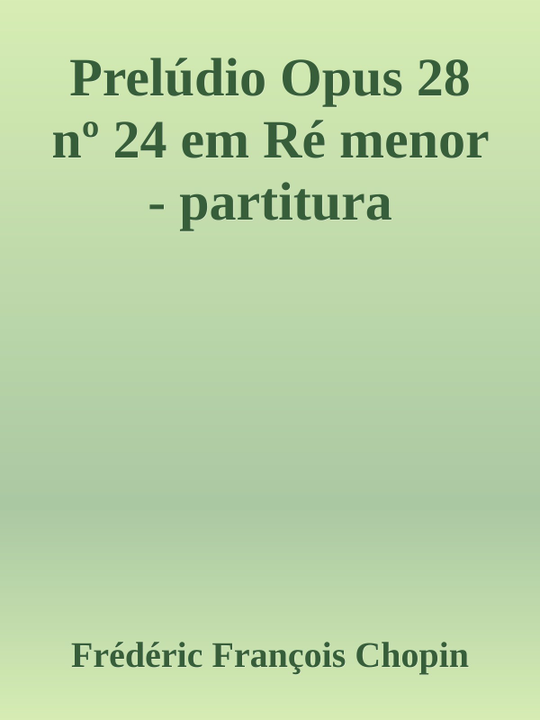 Prelúdio Opus 28
nº 24 em Ré menor
- partitura
Frédéric François Chopin